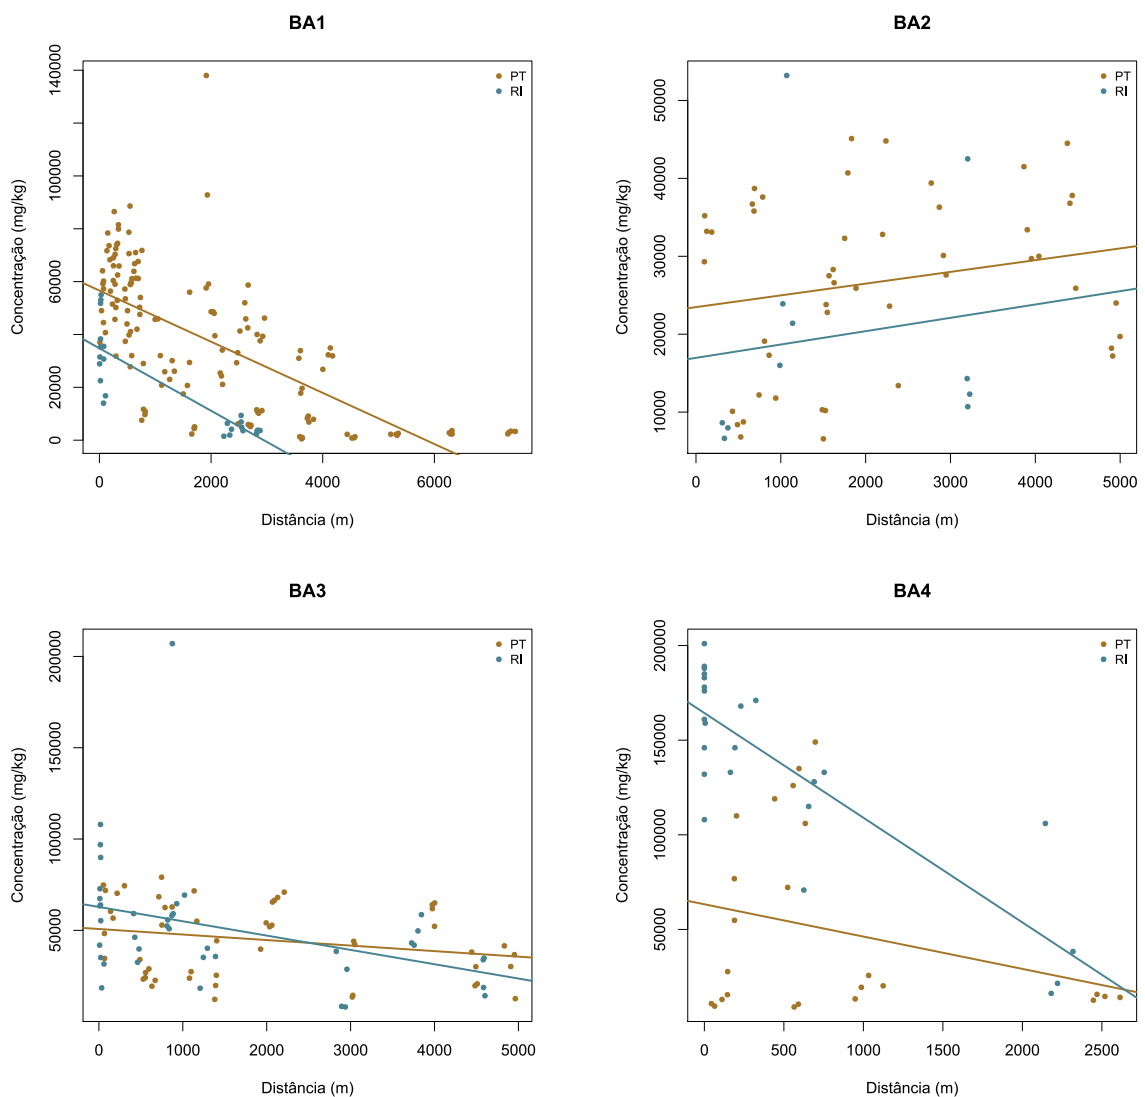 BA1
Concentração (mg/kg)
0
20000
60000
100000
140000
0
2000
4000
6000
Distância (m)
PT
RI
BA2
Concentração (mg/kg)
10000
20000
30000
40000
50000
0
1000
2000
3000
4000
5000
Distância (m)
PT
RI
BA3
Concentração (mg/kg)
50000
100000
150000
200000
0
1000
2000
3000
4000
5000
Distância (m)
PT
RI
BA4
Concentração (mg/kg)
50000
100000
150000
200000
0
500
1000
1500
2000
2500
Distância (m)
PT
RI